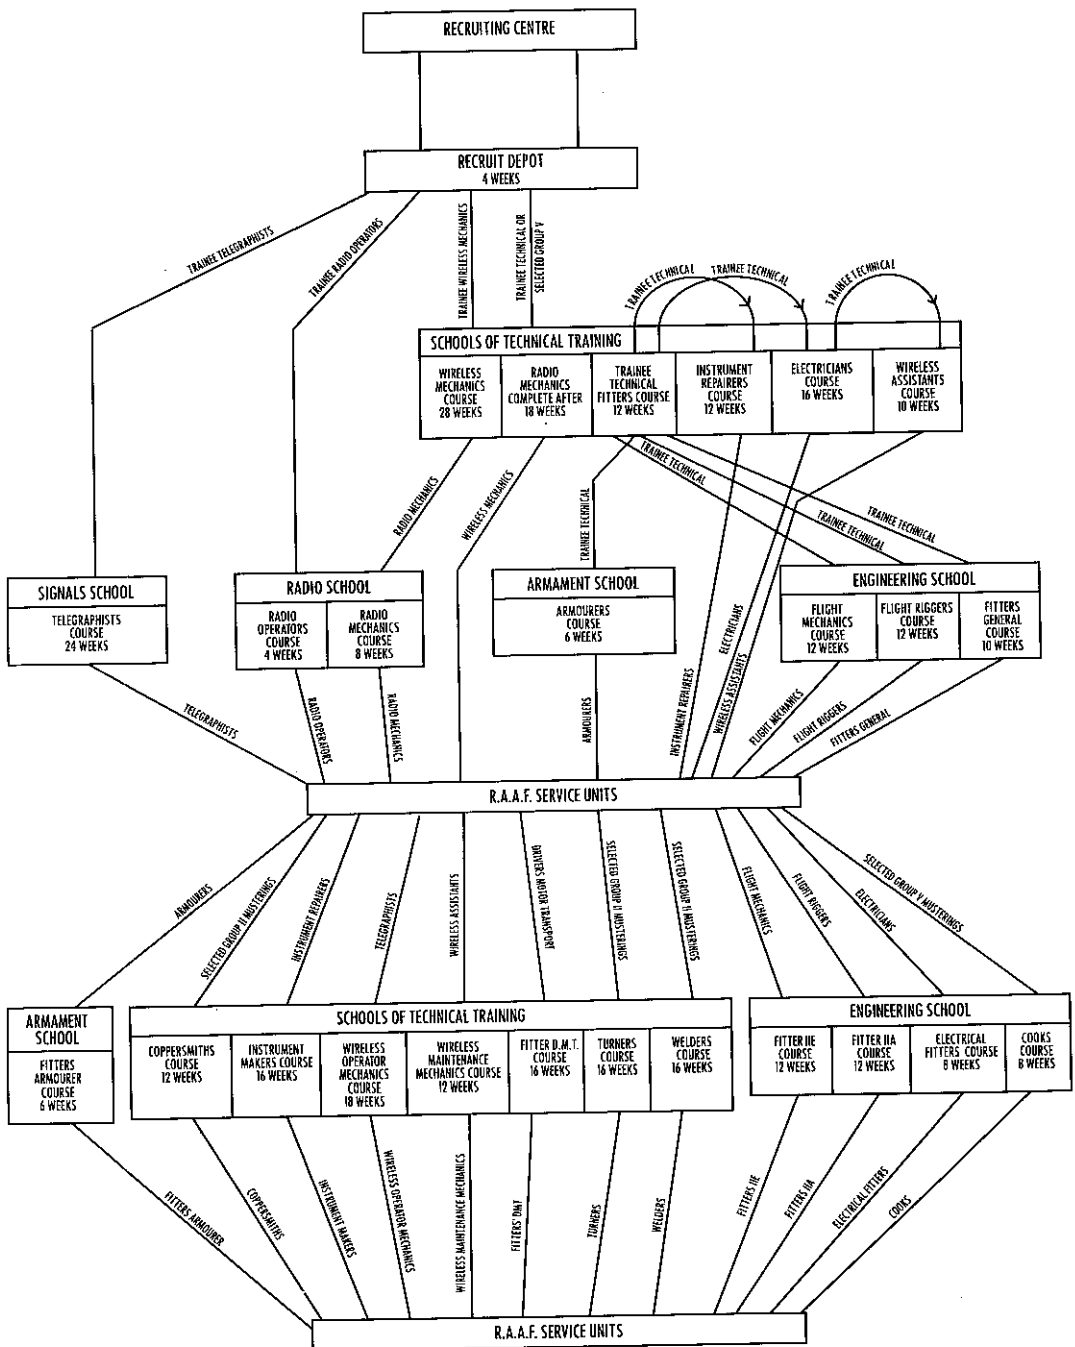 RECRUITING CENTRE
RECRUIT DEPOT
4 WEEKS
TRAINEE TELEGRAPHISTS
TRAINEE RADIO OPERATORS
TRAINEE WIRELESS MECHANICS
TRAINEE TECHNICAL OR
SELECTED GROUP V
TRAINEE TECHNICAL
TRAINEE TECHNICAL
TRAINEE TECHNICAL
SCHOOLS OF TECHNICAL TRAINING
WIRELESS
MECHANICS
COURSE
28 WEEKS
RADIO
MECHANICS
COMPLETE AFTER
18 WEEKS
TRAINEE
TECHNICAL
FITTERS COURSE
12 WEEKS
INSTRUMENT
REPAIRERS
COURSE
12 WEEKS
ELECTRICIANS
COURSE
16 WEEKS
WIRELESS
ASSISTANTS
COURSE
10 WEEKS
RADIO MECHANICS
WIRELESS MECHANICS
TRAINEE TECHNICAL
TRAINEE TECHNICAL
TRAINEE TECHNICAL
TRAINEE TECHNICAL
SIGNALS SCHOOL
TELEGRAPHISTS
COURSE
24 WEEKS
RADIO SCHOOL
RADIO
OPERATORS
COURSE
4 WEEKS
RADIO
MECHANICS
COURSE
8 WEEKS
ARMAMENT SCHOOL
ARMOURERS
COURSE
6 WEEKS
ENGINEERING SCHOOL
FLIGHT
MECHANICS
COURSE
12 WEEKS
FLIGHT RIGGERS
COURSE
12 WEEKS
FITTERS
GENERAL
COURSE
10 WEEKS
TELEGRAPHISTS
RADIO OPERATORS
RADIO MECHANICS
ARMOURERS
INSTRUMENT REPAIRERS
ELECTRICIANS
WIRELESS ASSISTANTS
FLIGHT MECHANICS
FLIGHT RIGGERS
FITTERS GENERAL
R.A.A.F. SERVICE UNITS
ARMOURERS
SELECTED GROUP II MUSTERINGS
INSTRUMENT REPAIRERS
TELEGRAPHISTS
WIRELESS ASSISTANTS
DRIVERS MOTOR TRANSPORT
SELECTED GROUP II MUSTERINGS
SELECTED GROUP II MUSTERINGS
FLIGHT MECHANICS
FLIGHT RIGGERS
ELECTRICIANS
SELECTED GROUP V MUSTERINGS
ARMAMENT
SCHOOL
FITTERS
ARMOURER
COURSE
6 WEEKS
SCHOOLS OF TECHNICAL TRAINING
COPPERSMITHS
COURSE
12 WEEKS
INSTRUMENT
MAKERS COURSE
16 WEEKS
WIRELESS
OPERATOR
MECHANICS
COURSE
18 WEEKS
WIRELESS
MAINTENANCE
MECHANICS COURSE
12 WEEKS
FITTER D.M.T.
COURSE
16 WEEKS
TURNERS
COURSE
16 WEEKS
WELDERS
COURSE
16 WEEKS
ENGINEERING SCHOOL
FITTER IIE
COURSE
12 WEEKS
FITTER IIA
COURSE
12 WEEKS
ELECTRICAL
FITTERS COURSE
8 WEEKS
COOKS
COURSE
8 WEEKS
FITTERS ARMOURER
COPPERSMITHS
INSTRUMENT MAKERS
WIRELESS OPERATOR MECHANICS
WIRELESS MAINTENANCE MECHANICS
FITTERS' DMT
TURNERS
WELDERS
FITTERS IIE
FITTERS IIA
ELECTRICAL FITTERS
COOKS
R.A.A.F. SERVICE UNITS